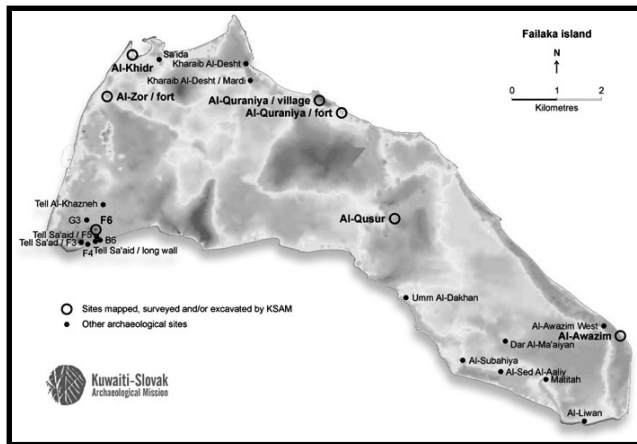 Failaka island
N
0 1 2
Kilometres
Sa'ida
Al-Khidr
Kharaib Al-Desht
Kharaib Al-Desht / Mardi
Al-Zor / fort
Al-Quraniya / village
Al-Quraniya / fort
Tell Al-Khazneh
G3
F6
Al-Qusur
Tell Sa'aid / F5
B6
Tell Sa'ad / F3
F4
Tell Sa'aid / long wall
Umm Al-Dakhan
Sites mapped, surveyed and/or excavated by KSAM
Other archaeological sites
Al-Awazim West
Al-Awazim
Dar Al-Ma'aiyan
Al-Subahiya
Al-Sed Al-Aaliy
Matitah
Al-Liwan
Kuwaiti-Slovak
Archaeological Mission